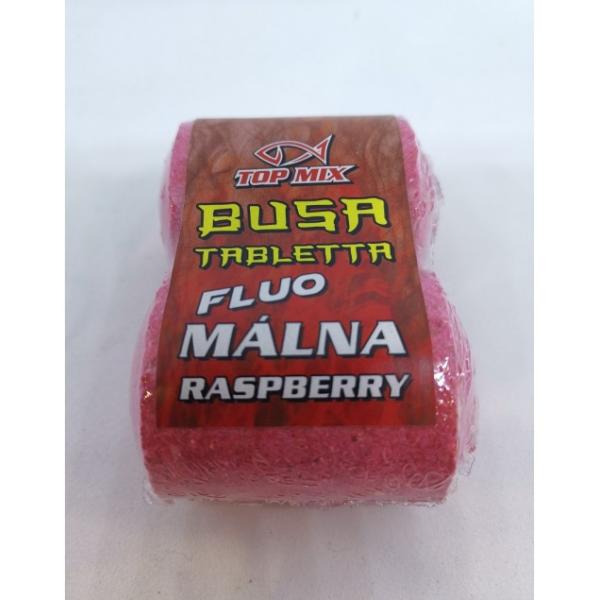 TOP MIX
BUSA
TABLETTA
FLUO
MÁLNA
RASPBERRY